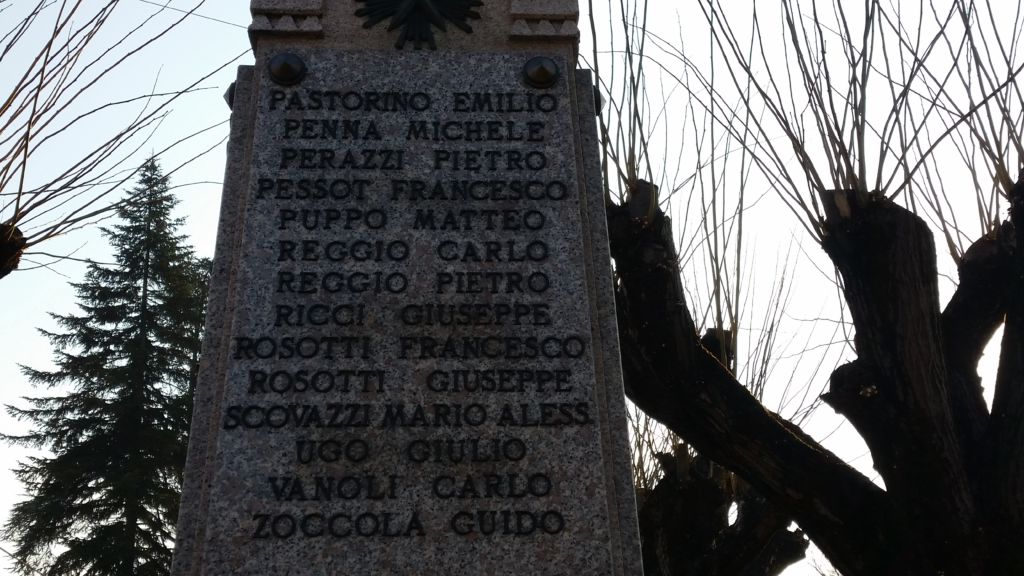 PASTORINO EMILIO
PENNA MICHELE
PERAZZI PIETRO
PESSOT FRANCESCO
PUPPO MATTEO
REGGIO CARLO
REGGIO PIETRO
RICCI GIUSEPPE
ROSOTTI FRANCESCO
ROSOTTI GIUSEPPE
SCOVAZZI MARIO ALESS.
UGO GIULIO
VANOLI CARLO
ZOCCOLA GUIDO